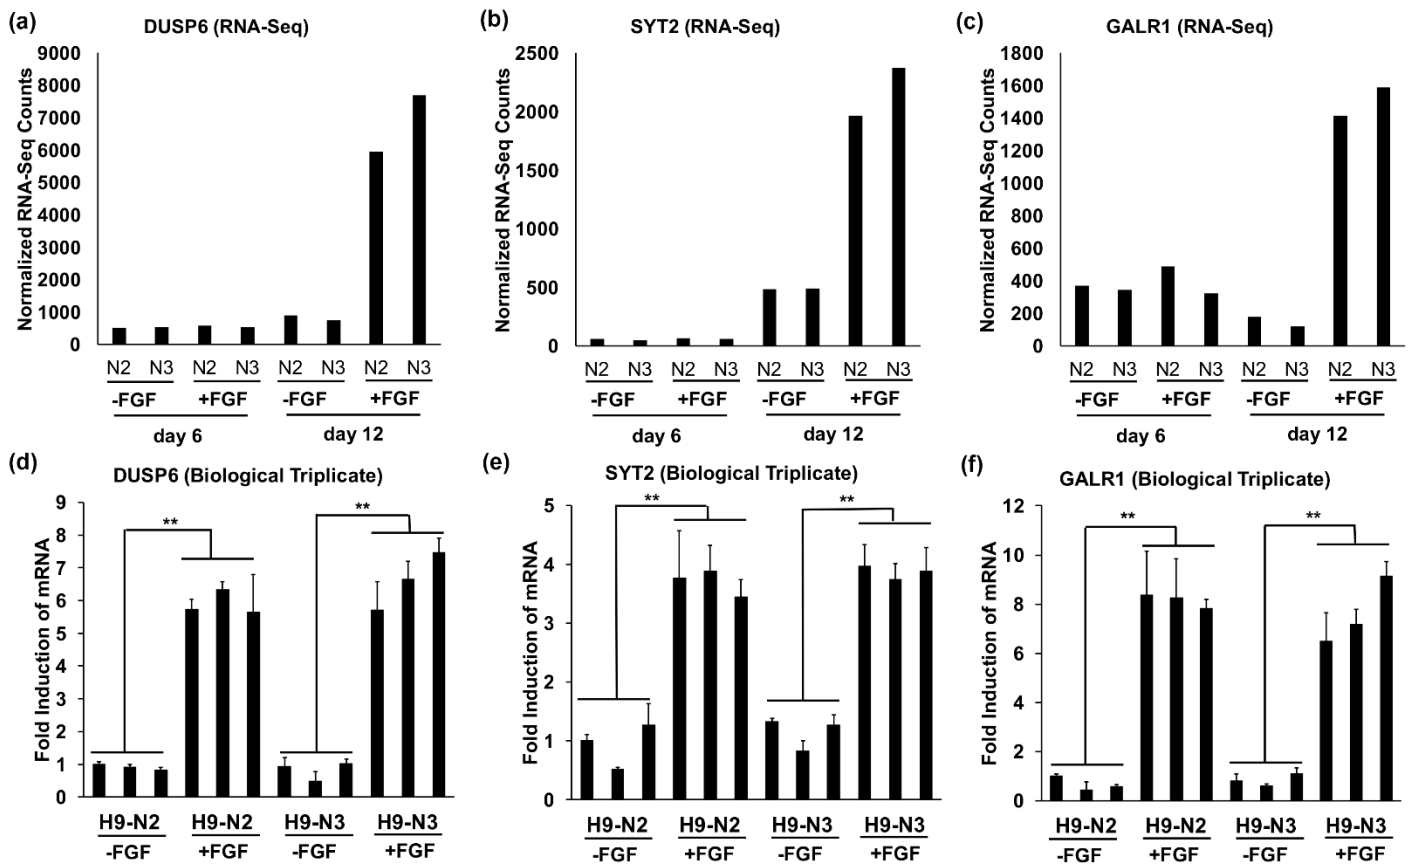 (a)
DUSP6 (RNA-Seq)
Normalized RNA-Seq Counts
9000
8000
7000
6000
5000
4000
3000
2000
1000
0
N2 N3 N2 N3 N2 N3 N2 N3
-FGF +FGF -FGF +FGF
day 6 day 12
(b)
SYT2 (RNA-Seq)
Normalized RNA-Seq Counts
2500
2000
1500
1000
500
0
N2 N3 N2 N3 N2 N3 N2 N3
-FGF +FGF -FGF +FGF
day 6 day 12
(c)
GALR1 (RNA-Seq)
Normalized RNA-Seq Counts
1800
1600
1400
1200
1000
800
600
400
200
0
N2 N3 N2 N3 N2 N3 N2 N3
-FGF +FGF -FGF +FGF
day 6 day 12
(d)
DUSP6 (Biological Triplicate)
Fold Induction of mRNA
9
8
7
6
5
4
3
2
1
0
** **
H9-N2 H9-N2 H9-N3 H9-N3
-FGF +FGF -FGF +FGF
(e)
SYT2 (Biological Triplicate)
Fold Induction of mRNA
5
4
3
2
1
0
** **
H9-N2 H9-N2 H9-N3 H9-N3
-FGF +FGF -FGF +FGF
(f)
GALR1 (Biological Triplicate)
Fold Induction of mRNA
12
10
8
6
4
2
0
** **
H9-N2 H9-N2 H9-N3 H9-N3
-FGF +FGF -FGF +FGF